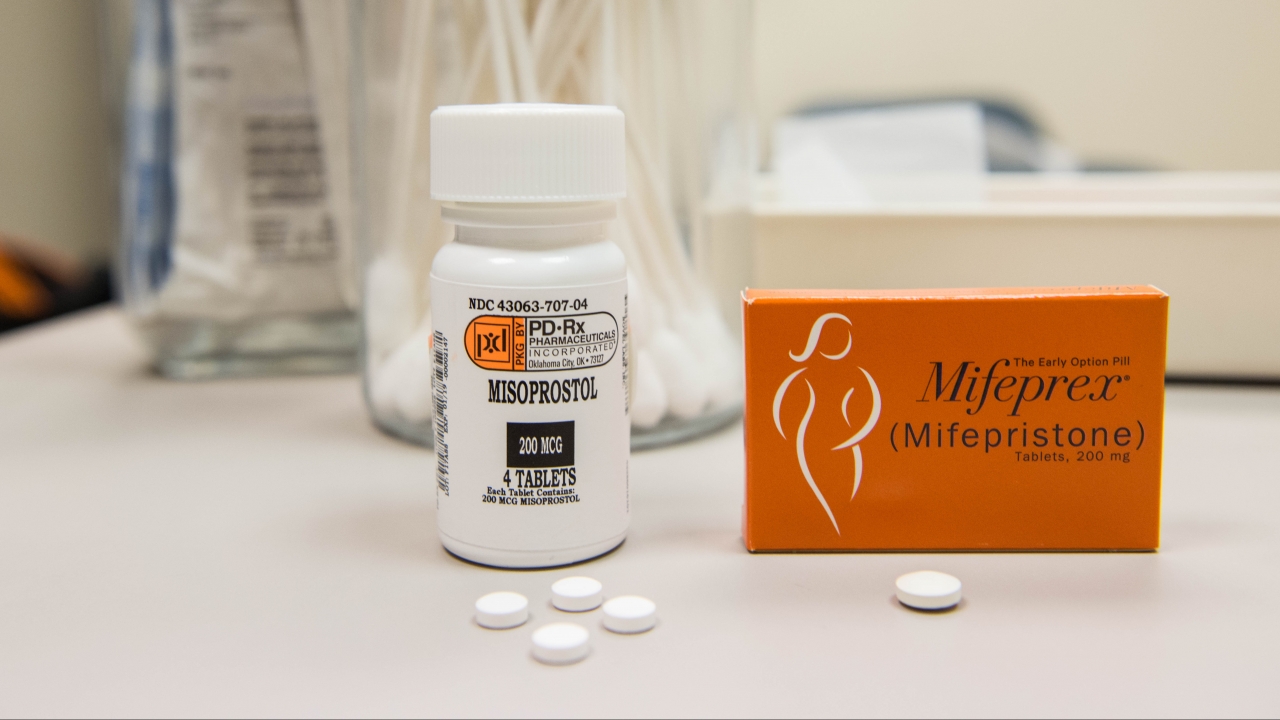 NDC 43063-707-04
PKG BY
PD-Rx
PHARMACEUTICALS
INCORPORATED
Oklahoma City, OK • 73127
MISOPROSTOL
200 MCG
4 TABLETS
Each Tablet Contains:
200 MCG MISOPROSTOL
The Early Option Pill
Mifeprex®
(Mifepristone)
Tablets, 200 mg